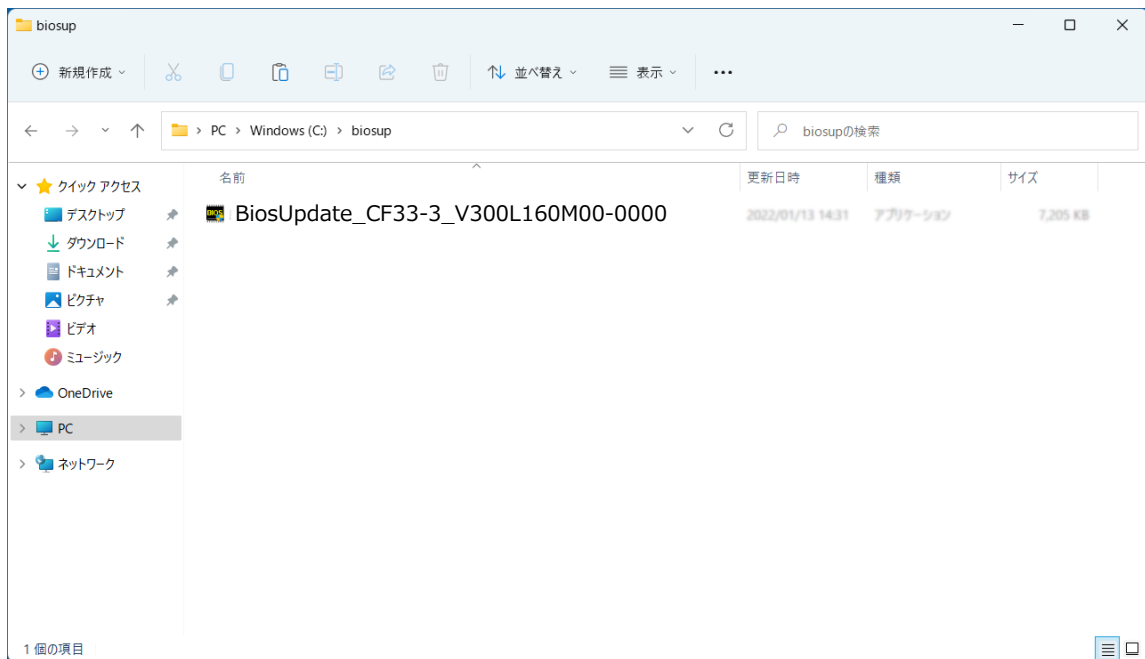 biosup
新規作成 並べ替え 表示
PC > Windows (C:) > biosup biosupの検索
名前 更新日時 種類 サイズ
クイック アクセス
デスクトップ
ダウンロード
ドキュメント
ピクチャ
ビデオ
ミュージック
OneDrive
PC
ネットワーク
BiosUpdate_CF33-3_V300L160M00-0000 2022/01/13 14:31 アプリケーション 7,205 KB
1 個の項目